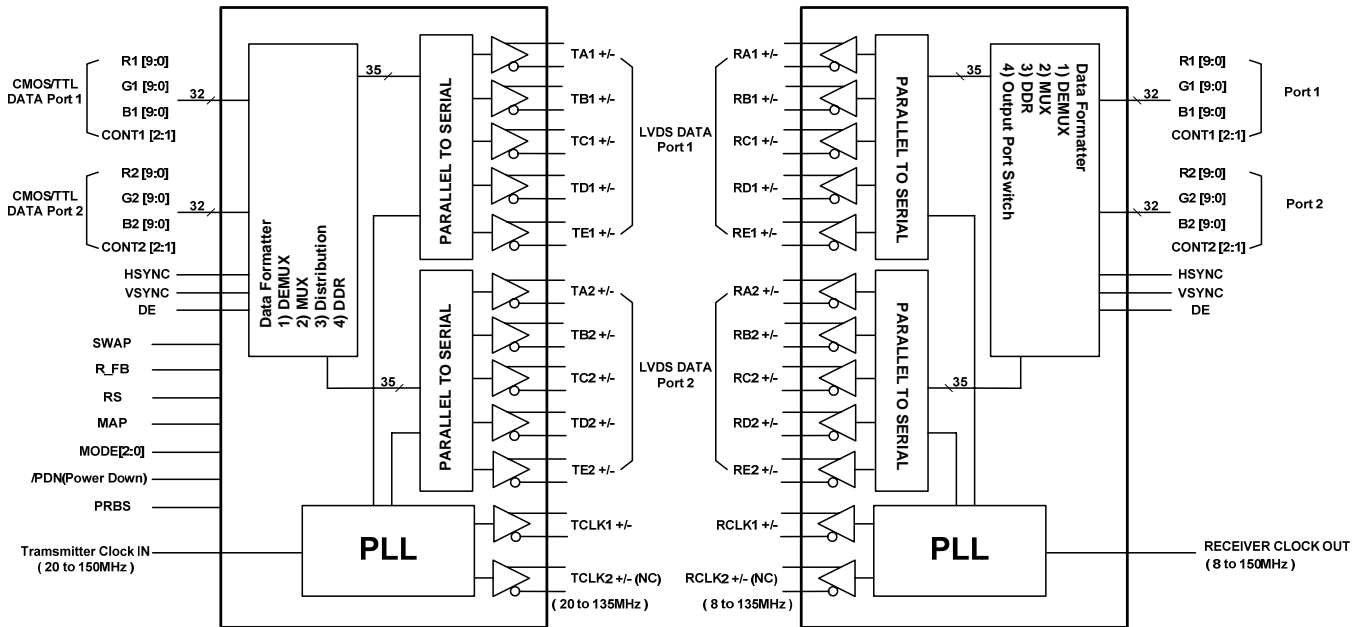 CMOS/TTL
DATA Port 1
R1 [9:0]
G1 [9:0]
B1 [9:0]
CONT1 [2:1]
32
CMOS/TTL
DATA Port 2
R2 [9:0]
G2 [9:0]
B2 [9:0]
CONT2 [2:1]
32
HSYNC
VSYNC
DE
SWAP
R_FB
RS
MAP
MODE[2:0]
/PDN(Power Down)
PRBS
Transmitter Clock IN
( 20 to 150MHz )
Data Formatter
1) DEMUX
2) MUX
3) Distribution
4) DDR
35
35
PARALLEL TO SERIAL
PARALLEL TO SERIAL
PLL
TA1 +/-
TB1 +/-
TC1 +/-
TD1 +/-
TE1 +/-
TA2 +/-
TB2 +/-
TC2 +/-
TD2 +/-
TE2 +/-
TCLK1 +/-
TCLK2 +/- (NC)
( 20 to 135MHz )
LVDS DATA
Port 1
LVDS DATA
Port 2
RA1 +/-
RB1 +/-
RC1 +/-
RD1 +/-
RE1 +/-
RA2 +/-
RB2 +/-
RC2 +/-
RD2 +/-
RE2 +/-
RCLK1 +/-
RCLK2 +/- (NC)
( 8 to 135MHz )
PARALLEL TO SERIAL
PARALLEL TO SERIAL
PLL
35
35
Data Formatter
1) DEMUX
2) MUX
3) DDR
4) Output Port Switch
32
R1 [9:0]
G1 [9:0]
B1 [9:0]
CONT1 [2:1]
Port 1
32
R2 [9:0]
G2 [9:0]
B2 [9:0]
CONT2 [2:1]
Port 2
HSYNC
VSYNC
DE
RECEIVER CLOCK OUT
( 8 to 150MHz )